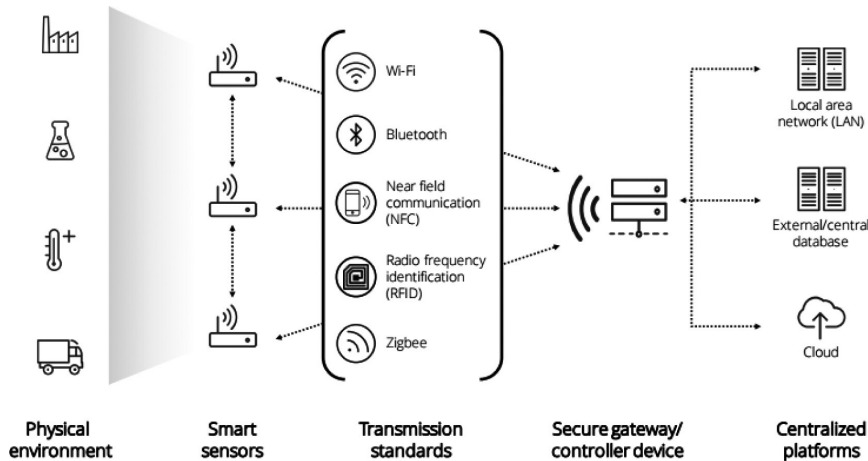 Wi-Fi
Bluetooth
Near field
communication
(NFC)
Radio frequency
identification
(RFID)
Zigbee
Local area
network (LAN)
External/central
database
Cloud
Physical
environment
Smart
sensors
Transmission
standards
Secure gateway/
controller device
Centralized
platforms